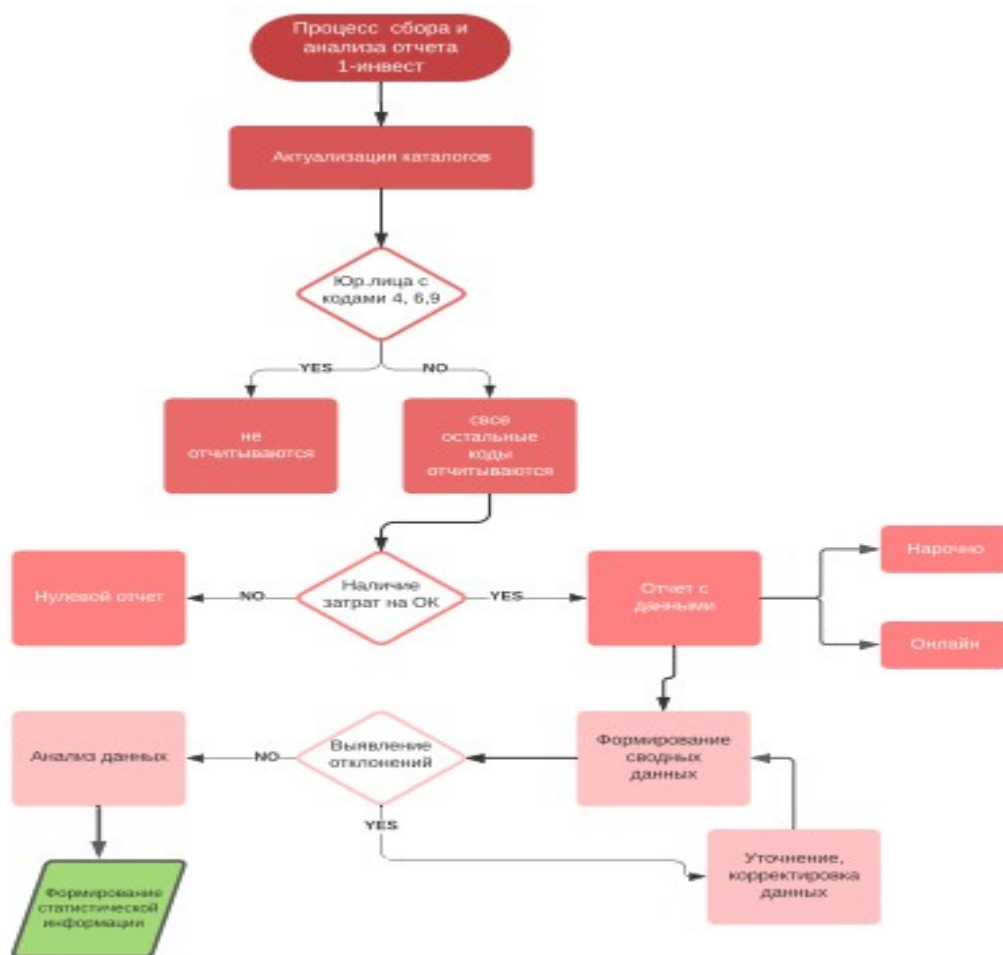 Процесс сбора и
анализа отчета
1-инвест
Актуализация каталогов
Юр.лица с
кодами 4, 6,9
YES
NO
не
отчитываются
свсе
остальные
коды
отчитываются
Нулевой отчет
NO
Наличие
затрат на ОК
YES
Отчет с
данными
Нарочно
Онлайн
Анализ данных
NO
Выявление
отклонений
Формирование
сводных
данных
YES
Уточнение,
корректировка
данных
Формирование
статистической
информации